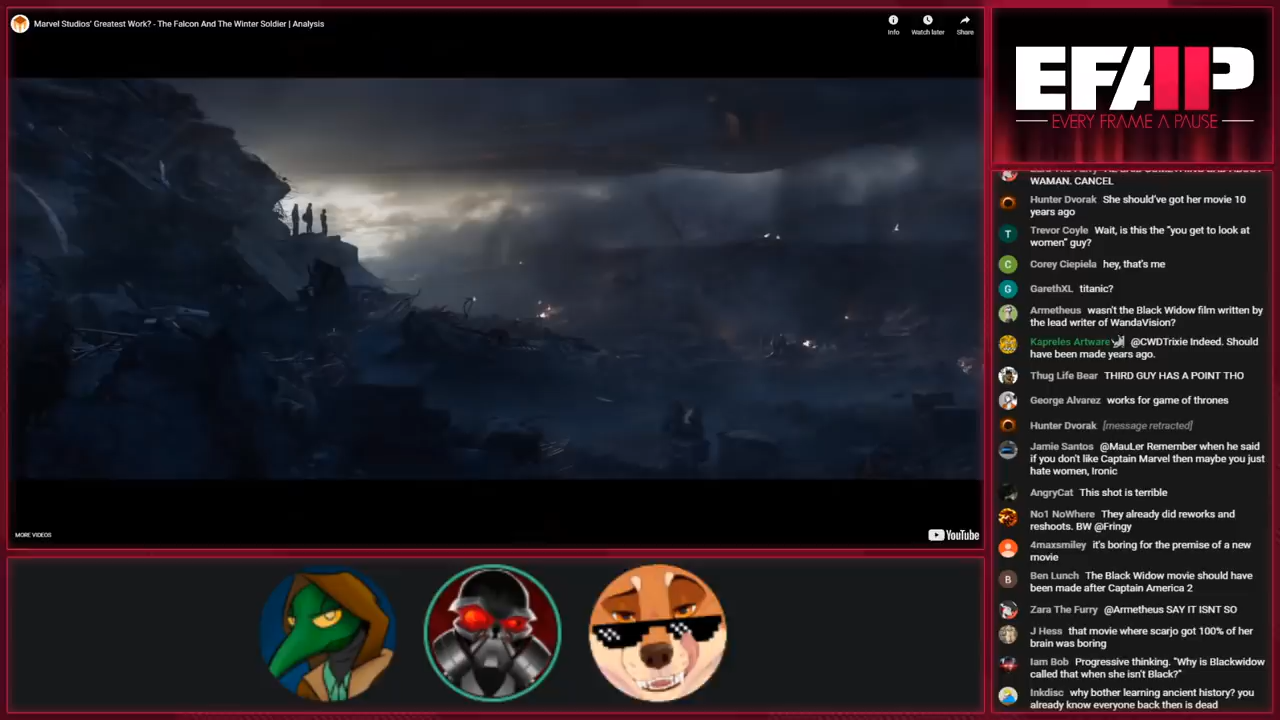 Marvel Studios' Greatest Work? - The Falcon And The Winter Soldier | Analysis
Info
Watch later
Share
MORE VIDEOS
YouTube
EFAP
EVERY FRAME A PAUSE
WAMAN. CANCEL
Hunter Dvorak She should've got her movie 10
years ago
T
Trevor Coyle Wait, is this the "you get to look at
women" guy?
C
Corey Ciepiela hey, that's me
G
GarethXL titanic?
Armetheus wasn't the Black Widow film written by
the lead writer of WandaVision?
Kapreles Artware @CWDTrixie Indeed. Should
have been made years ago.
Thug Life Bear THIRD GUY HAS A POINT THO
George Alvarez works for game of thrones
Hunter Dvorak [message retracted]
Jamie Santos @MauLer Remember when he said
if you don't like Captain Marvel then maybe you just
hate women, Ironic
AngryCat This shot is terrible
No1 NoWhere They already did reworks and
reshoots. BW @Fringy
4maxsmiley it's boring for the premise of a new
movie
B
Ben Lunch The Black Widow movie should have
been made after Captain America 2
Zara The Furry @Armetheus SAY IT ISNT SO
J Hess that movie where scarjo got 100% of her
brain was boring
Iam Bob Progressive thinking. "Why is Blackwidow
called that when she isn't Black?"
Inkdisc why bother learning ancient history? you
already know everyone back then is dead